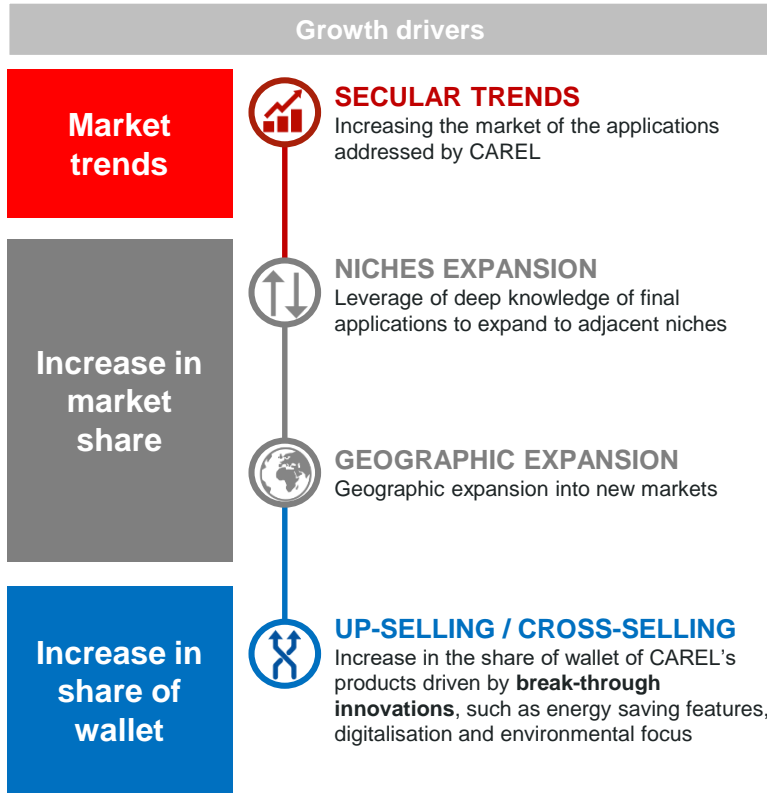 Growth drivers
Market
trends
SECULAR TRENDS
Increasing the market of the applications
addressed by CAREL
Increase in
market
share
NICHES EXPANSION
Leverage of deep knowledge of final
applications to expand to adjacent niches
GEOGRAPHIC EXPANSION
Geographic expansion into new markets
Increase in
share of
wallet
UP-SELLING / CROSS-SELLING
Increase in the share of wallet of CAREL’s
products driven by break-through
innovations, such as energy saving features,
digitalisation and environmental focus